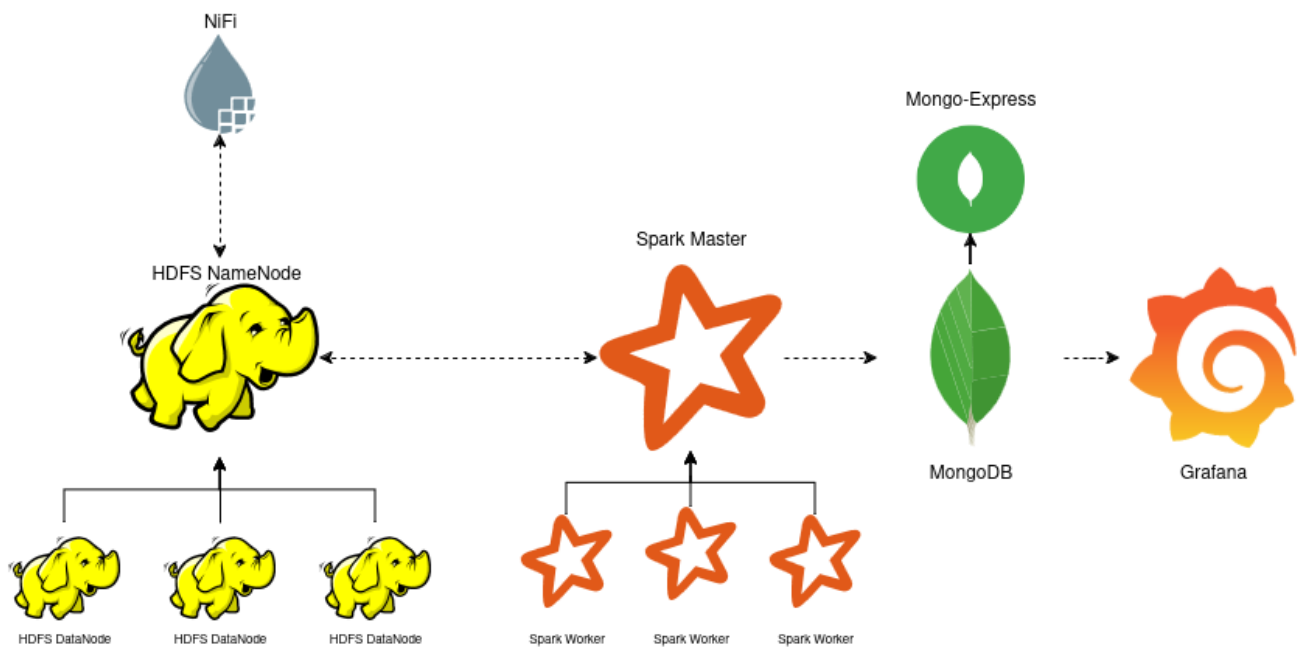 NiFi
Mongo-Express
Spark Master
HDFS NameNode
MongoDB
Grafana
HDFS DataNode
HDFS DataNode
HDFS DataNode
Spark Worker
Spark Worker
Spark Worker